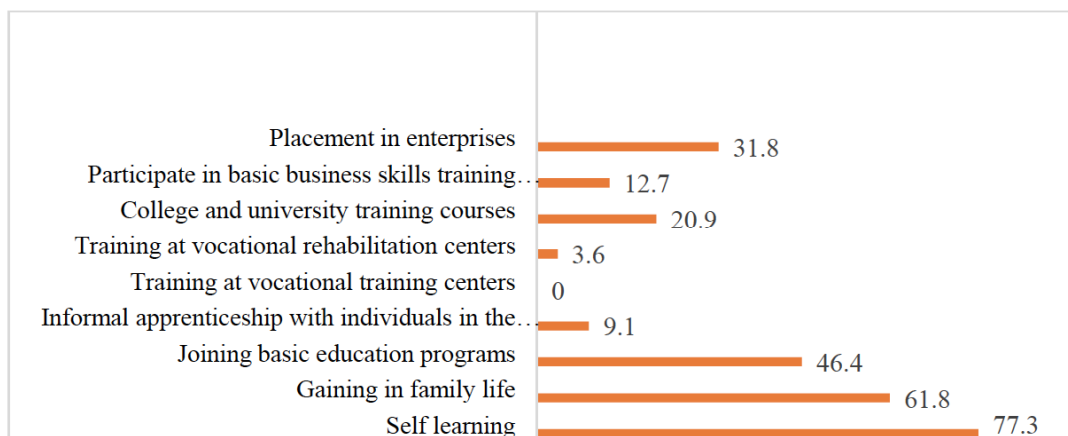 Placement in enterprises 31.8
Participate in basic business skills training… 12.7
College and university training courses 20.9
Training at vocational rehabilitation centers 3.6
Training at vocational training centers 0
Informal apprenticeship with individuals in the… 9.1
Joining basic education programs 46.4
Gaining in family life 61.8
Self learning 77.3